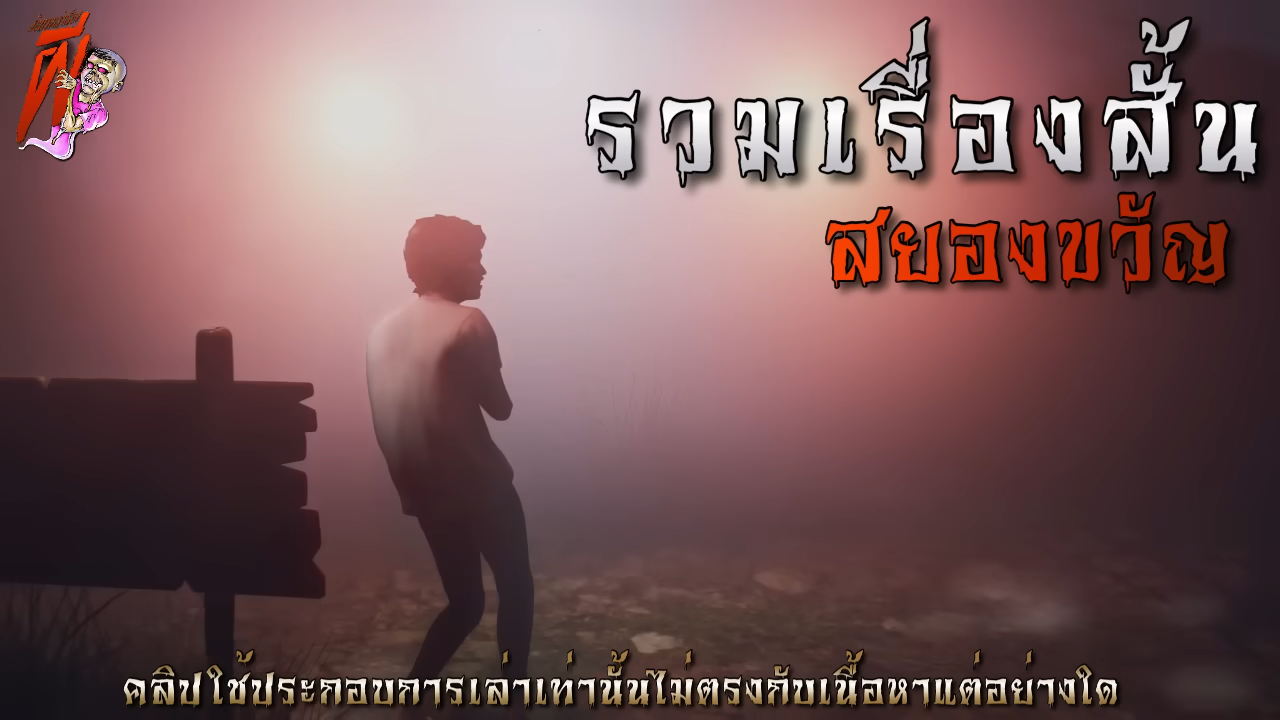 ผี
รวมเรื่องสั้น
สยองขวัญ
คลิปใช้ประกอบการเล่าเท่านั้นไม่ตรงกับเนื้อหาแต่อย่างใด